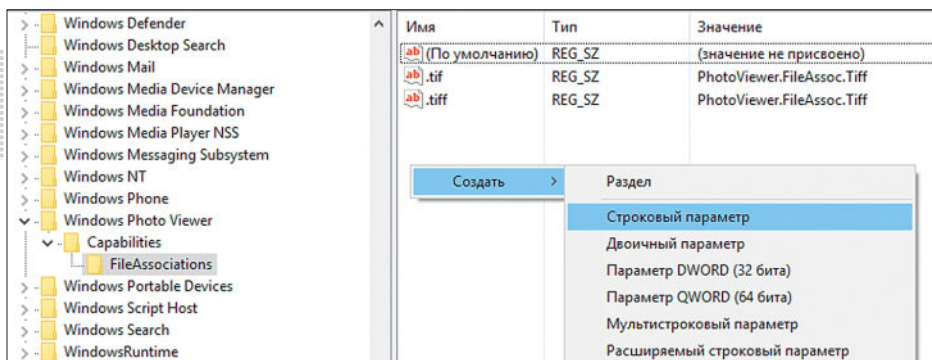 Windows Defender
Windows Desktop Search
Windows Mail
Windows Media Device Manager
Windows Media Foundation
Windows Media Player NSS
Windows Messaging Subsystem
Windows NT
Windows Phone
Windows Photo Viewer
Capabilities
FileAssociations
Windows Portable Devices
Windows Script Host
Windows Search
WindowsRuntime
Имя Тип Значение
ab (По умолчанию) REG_SZ (значение не присвоено)
ab .tif REG_SZ PhotoViewer.FileAssoc.Tiff
ab .tiff REG_SZ PhotoViewer.FileAssoc.Tiff
Создать >
Раздел
Строковый параметр
Двоичный параметр
Параметр DWORD (32 бита)
Параметр QWORD (64 бита)
Мультистроковый параметр
Расширяемый строковый параметр